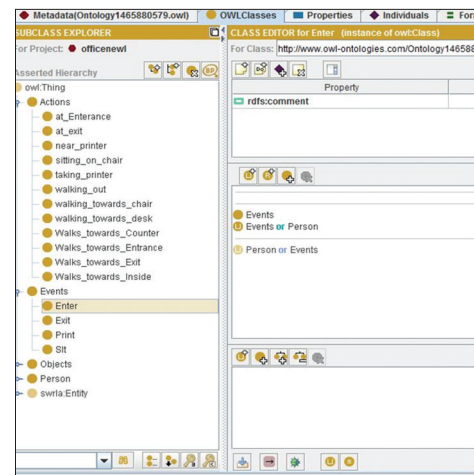 Metadata(Ontology1465880579.owl)
OWLClasses
Properties
Individuals
For
SUBCLASS EXPLORER
For Project: officenewl
Asserted Hierarchy
owl:Thing
Actions
at_Enterance
at_exit
near_printer
sitting_on_chair
taking_printer
walking_out
walking_towards_chair
walking_towards_desk
Walks_towards_Counter
Walks_towards_Entrance
Walks_towards_Exit
Walks_towards_Inside
Events
Enter
Exit
Print
SIt
Objects
Person
swrla:Entity
CLASS EDITOR for Enter (instance of owl:Class)
For Class: http://www.owl-ontologies.com/Ontology14658
Property
rdfs:comment
Events
Events or Person
Person or Events